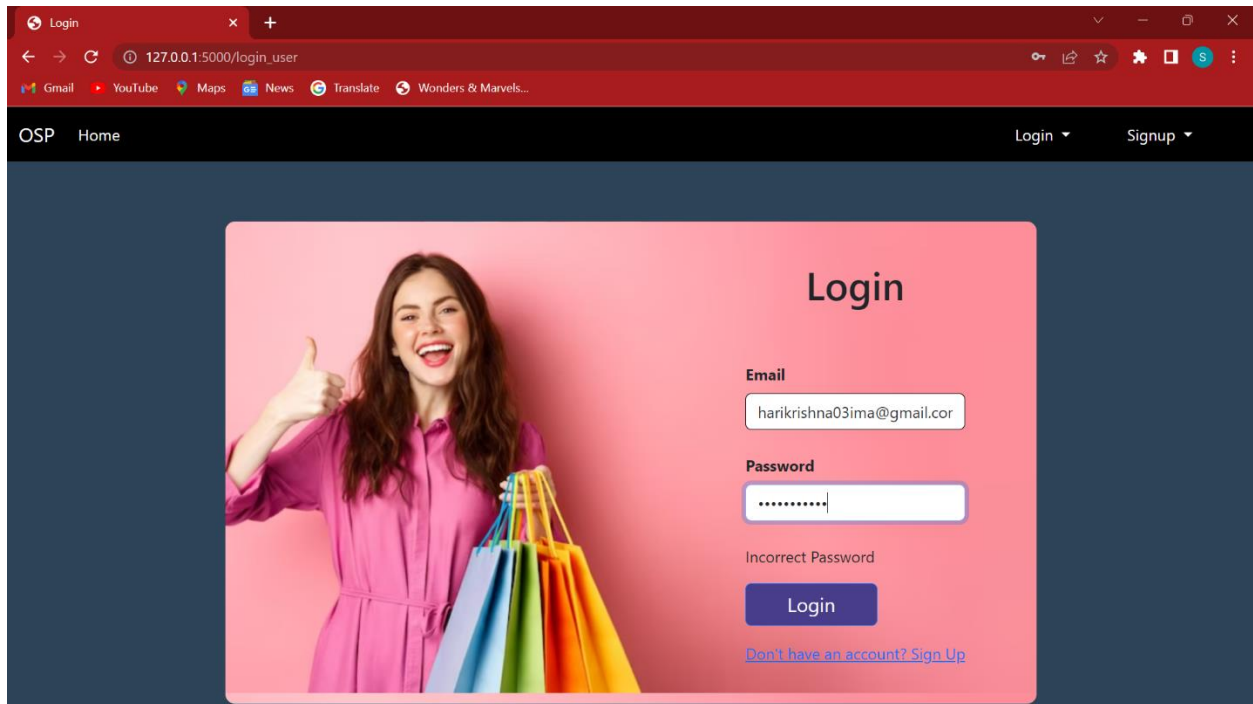 Login
127.0.0.1:5000/login_user
S
Gmail YouTube Maps News Translate Wonders & Marvels...
OSP Home Login Signup
Login
Email
harikrishna03ima@gmail.cor
Password
•••••••••••
Incorrect Password
Login
Don't have an account? Sign Up